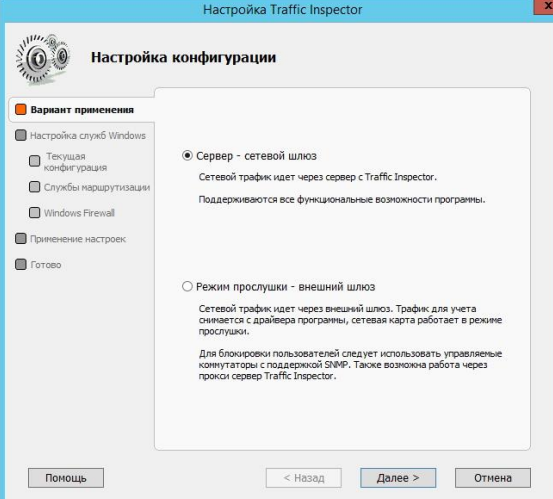 Настройка Traffic Inspector
x
Настройка конфигурации
Вариант применения
Настройка служб Windows
Текущая
конфигурация
Службы маршрутизации
Windows Firewall
Применение настроек
Готово
Сервер - сетевой шлюз
Сетевой трафик идет через сервер с Traffic Inspector.
Поддерживаются все функциональные возможности программы.
Режим прослушки - внешний шлюз
Сетевой трафик идет через внешний шлюз. Трафик для учета
снимается с драйвера программы, сетевая карта работает в режиме
прослушки.
Для блокировки пользователей следует использовать управляемые
коммутаторы с поддержкой SNMP. Также возможна работа через
прокси сервер Traffic Inspector.
Помощь
< Назад
Далее >
Отмена